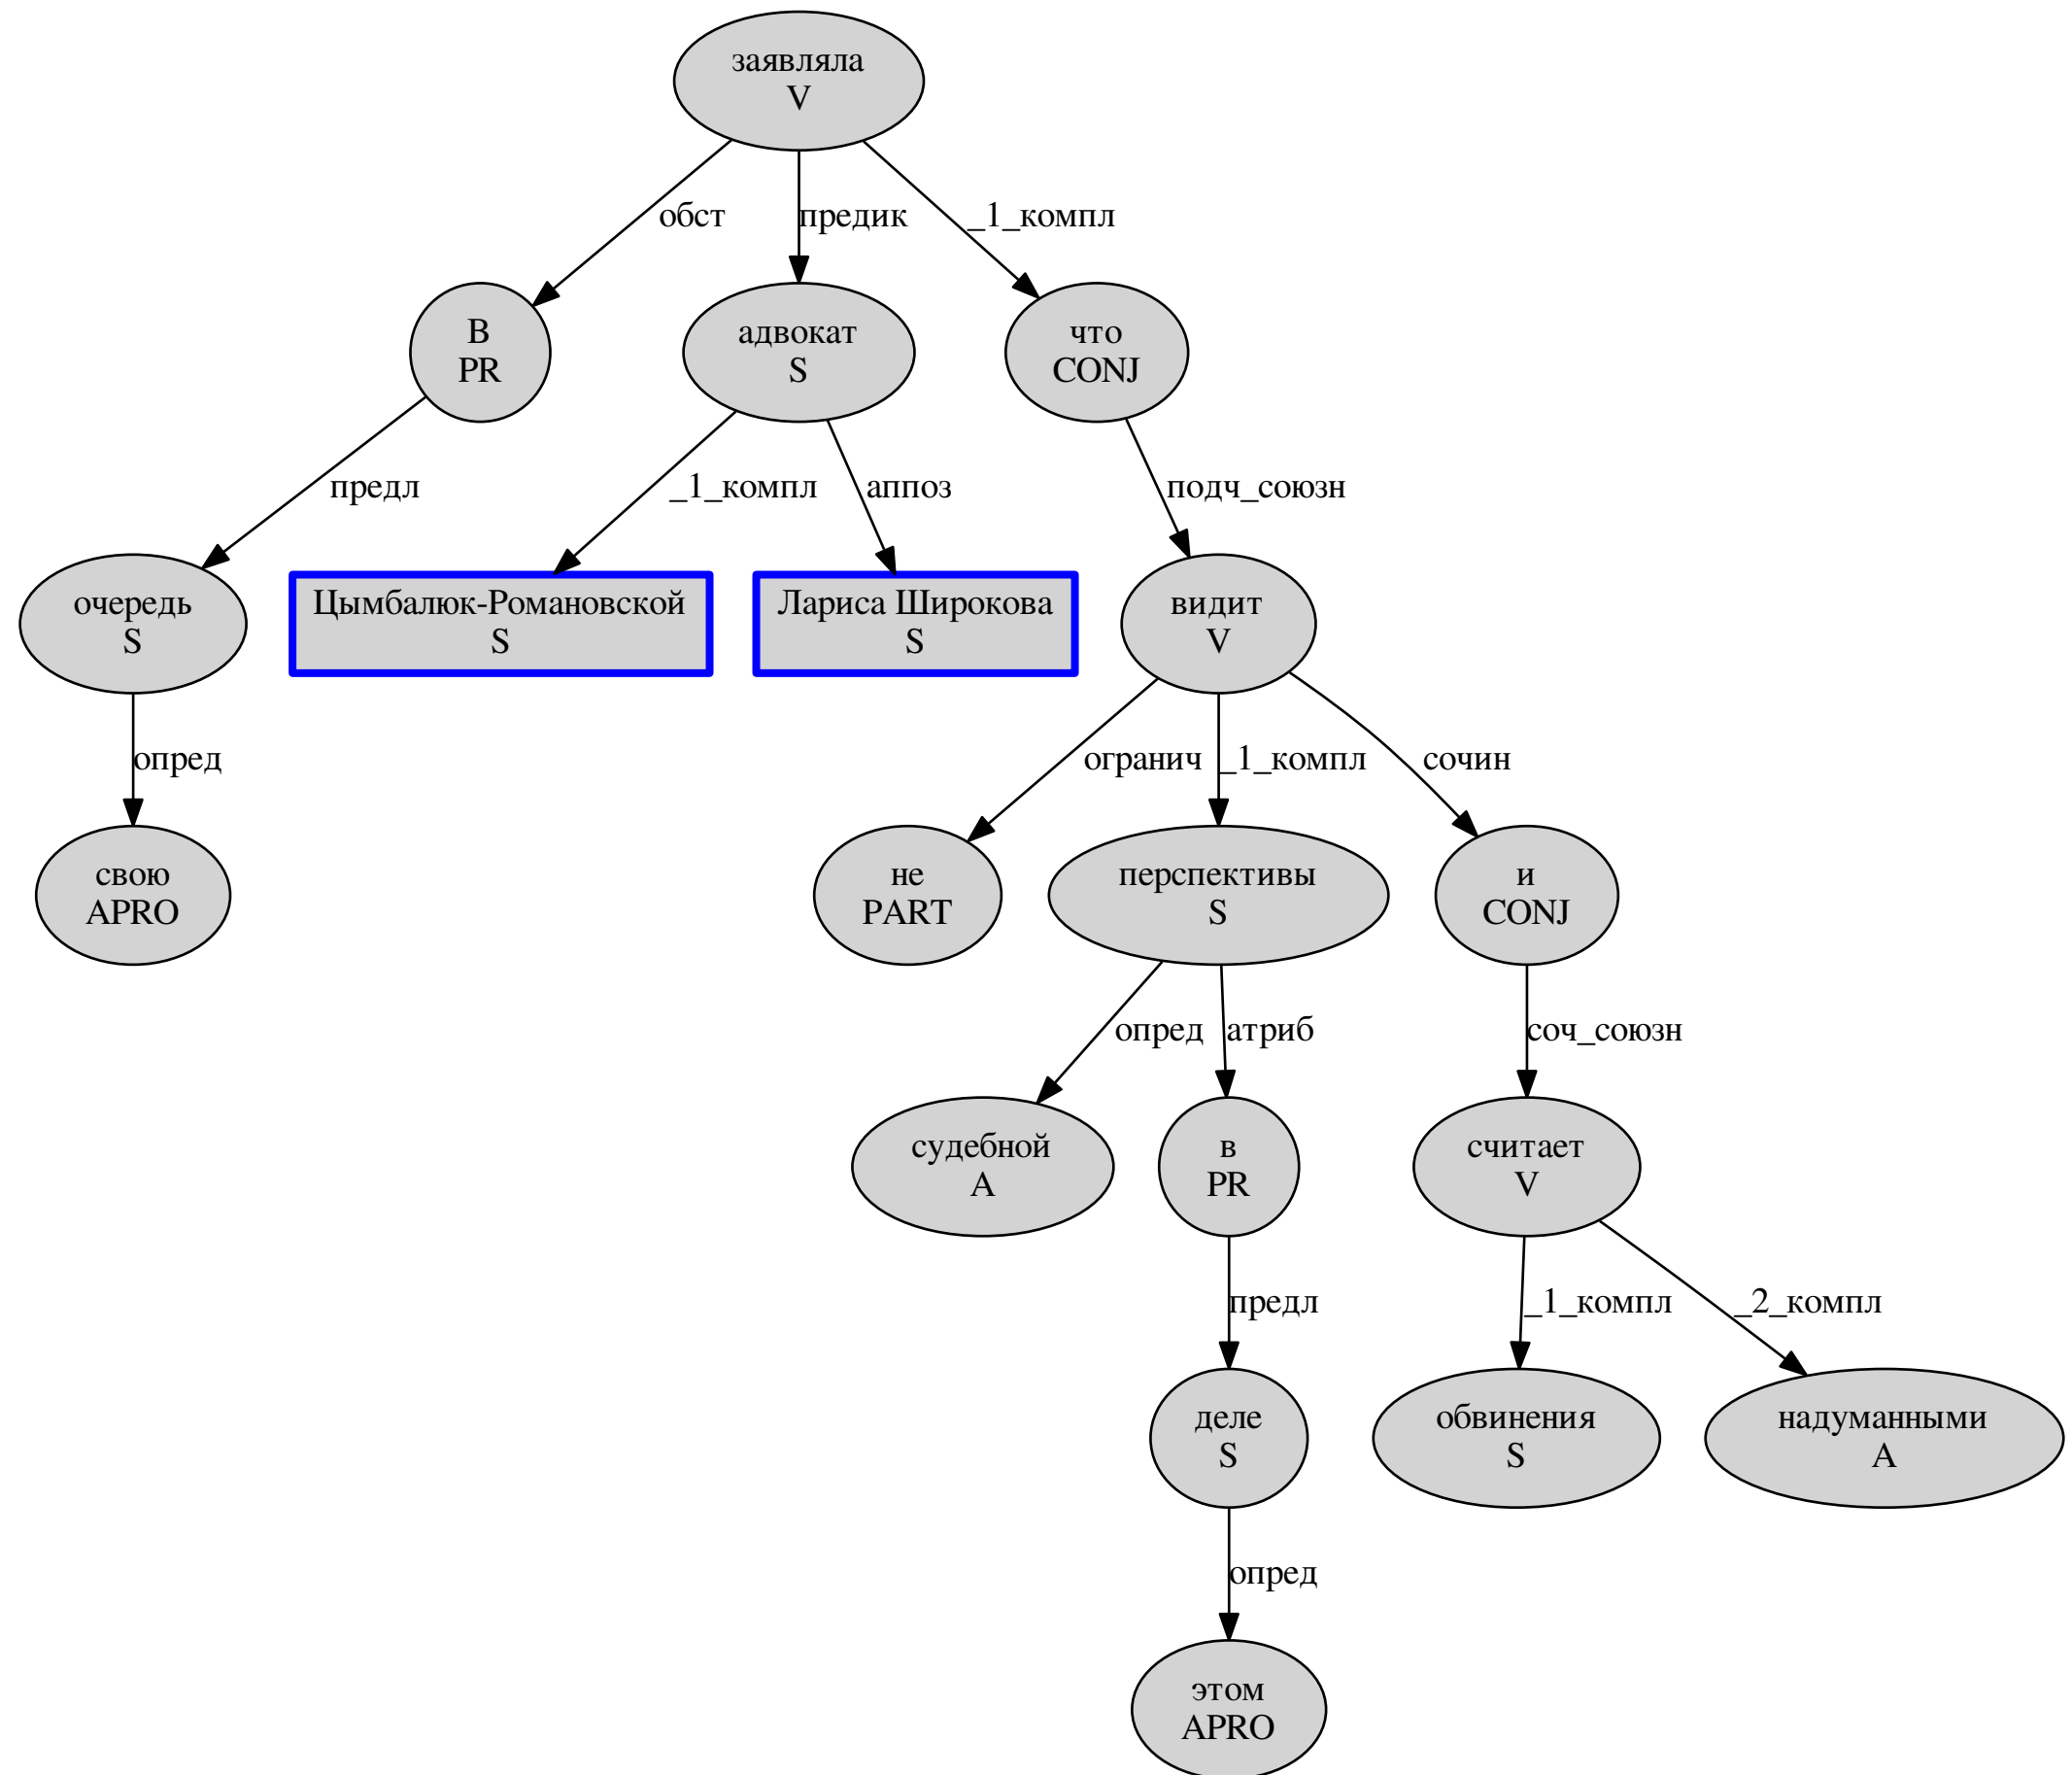 заявляла
V
обст
предик
_1_компл
В
PR
адвокат
S
что
CONJ
предл
_1_компл
аппоз
подч_союзн
очередь
S
Цымбалюк-Романовской
S
Лариса Широкова
S
видит
V
опред
огранич
_1_компл
сочин
свою
APRO
не
PART
перспективы
S
и
CONJ
опред
атриб
соч_союзн
судебной
A
в
PR
считает
V
предл
_1_компл
_2_компл
деле
S
обвинения
S
надуманными
A
опред
этом
APRO